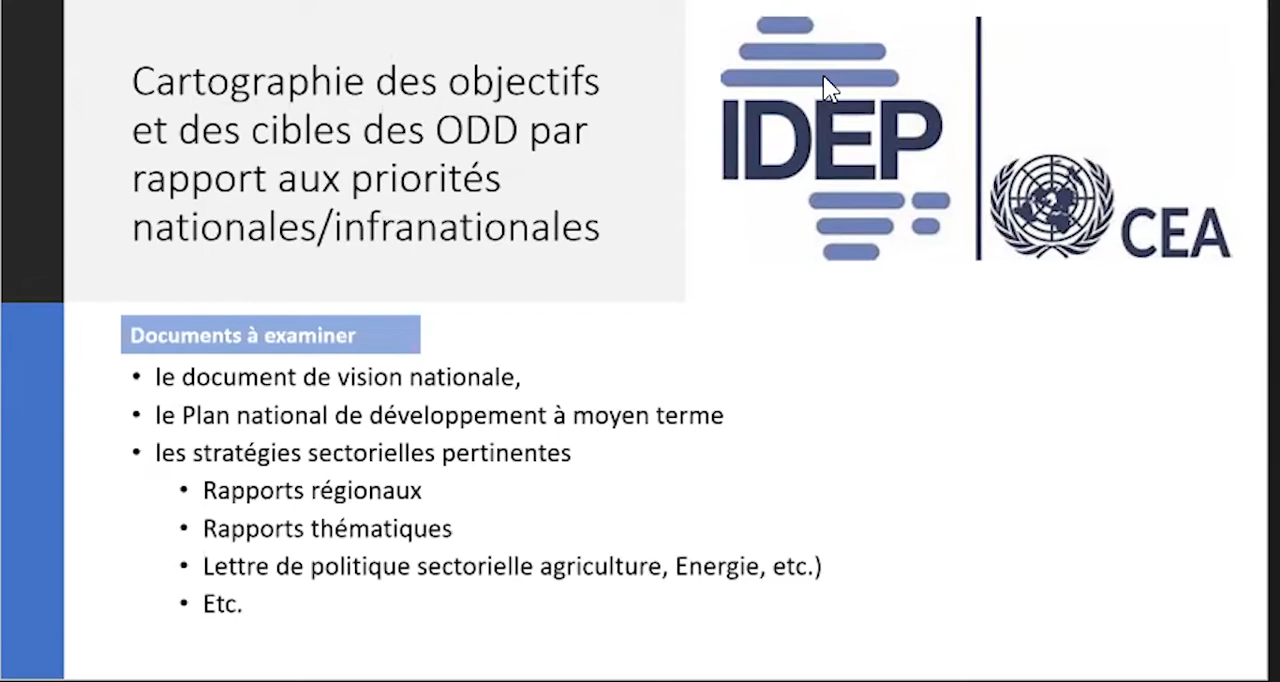 Cartographie des objectifs
et des cibles des ODD par
rapport aux priorités
nationales/infranationales
IDEP
CEA
Documents à examiner
• le document de vision nationale,
• le Plan national de développement à moyen terme
• les stratégies sectorielles pertinentes
• Rapports régionaux
• Rapports thématiques
• Lettre de politique sectorielle agriculture, Energie, etc.)
• Etc.